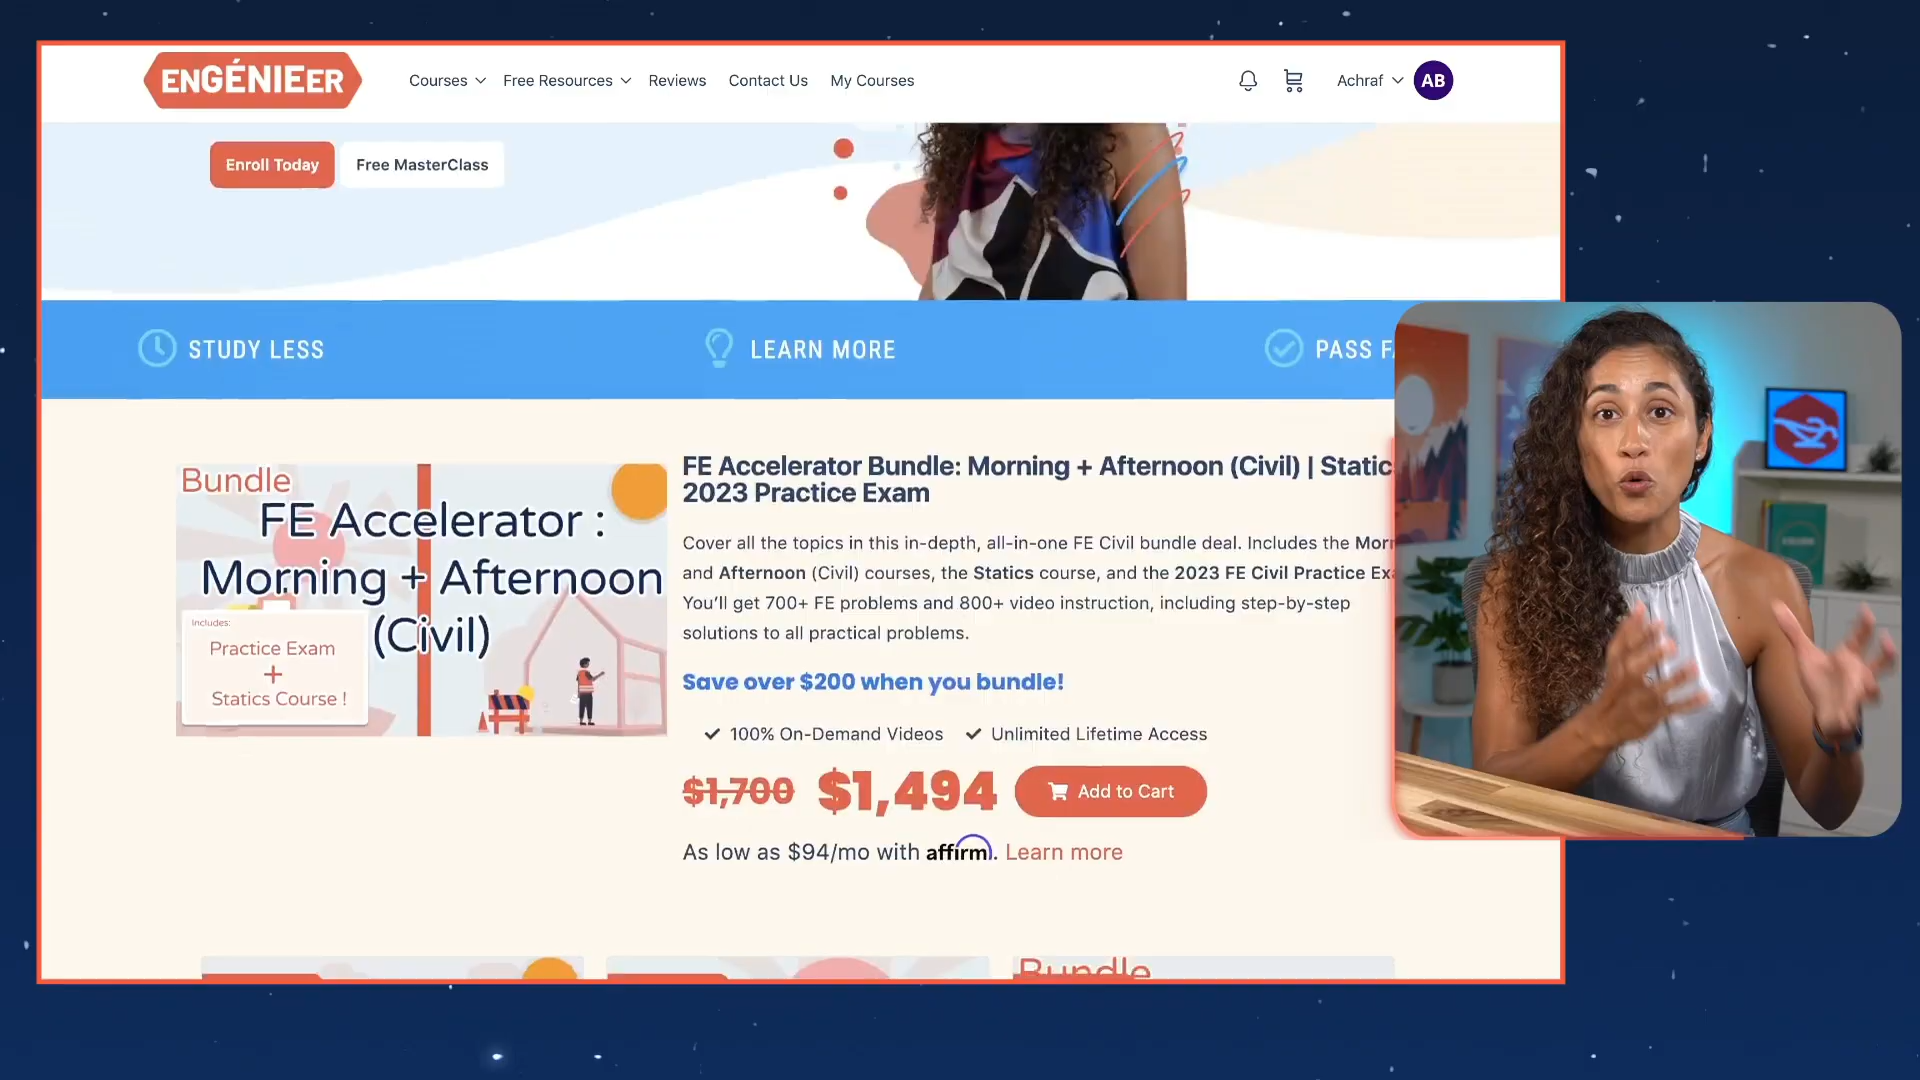 ENGÉNIEER
Courses
Free Resources
Reviews
Contact Us
My Courses
Achraf
AB
Enroll Today
Free MasterClass
STUDY LESS
LEARN MORE
PASS FA
Bundle
FE Accelerator :
Morning + Afternoon
(Civil)
Includes:
Practice Exam
+
Statics Course !
FE Accelerator Bundle: Morning + Afternoon (Civil) | Static
2023 Practice Exam
Cover all the topics in this in-depth, all-in-one FE Civil bundle deal. Includes the Morn
and Afternoon (Civil) courses, the Statics course, and the 2023 FE Civil Practice Exa
You’ll get 700+ FE problems and 800+ video instruction, including step-by-step
solutions to all practical problems.
Save over $200 when you bundle!
100% On-Demand Videos
Unlimited Lifetime Access
$1,700 $1,494
Add to Cart
As low as $94/mo with affirm. Learn more
Bundle